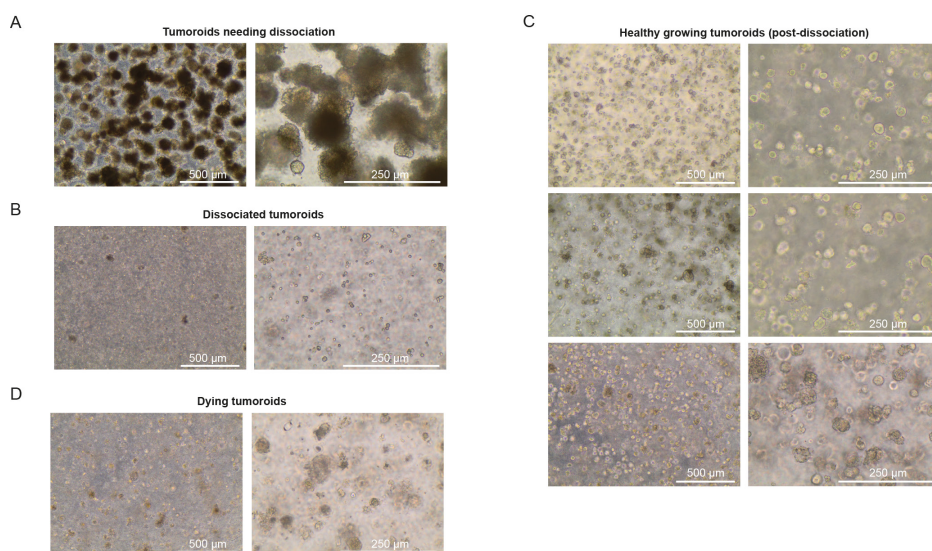 A
Tumoroids needing dissociation
500 µm
250 µm
B
Dissociated tumoroids
500 µm
250 µm
D
Dying tumoroids
500 µm
250 µm
C
Healthy growing tumoroids (post-dissociation)
500 µm
250 µm
500 µm
250 µm
500 µm
250 µm